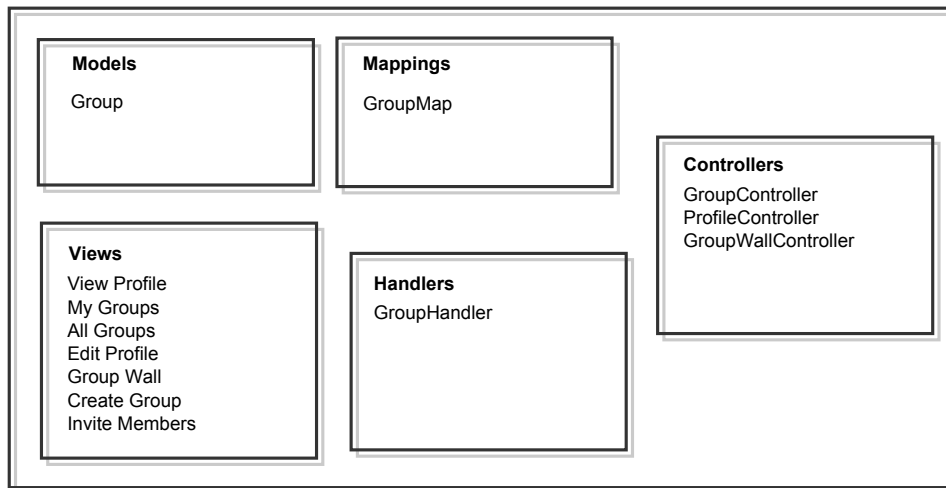 Models
Group
Mappings
GroupMap
Controllers
GroupController
ProfileController
GroupWallController
Views
View Profile
My Groups
All Groups
Edit Profile
Group Wall
Create Group
Invite Members
Handlers
GroupHandler